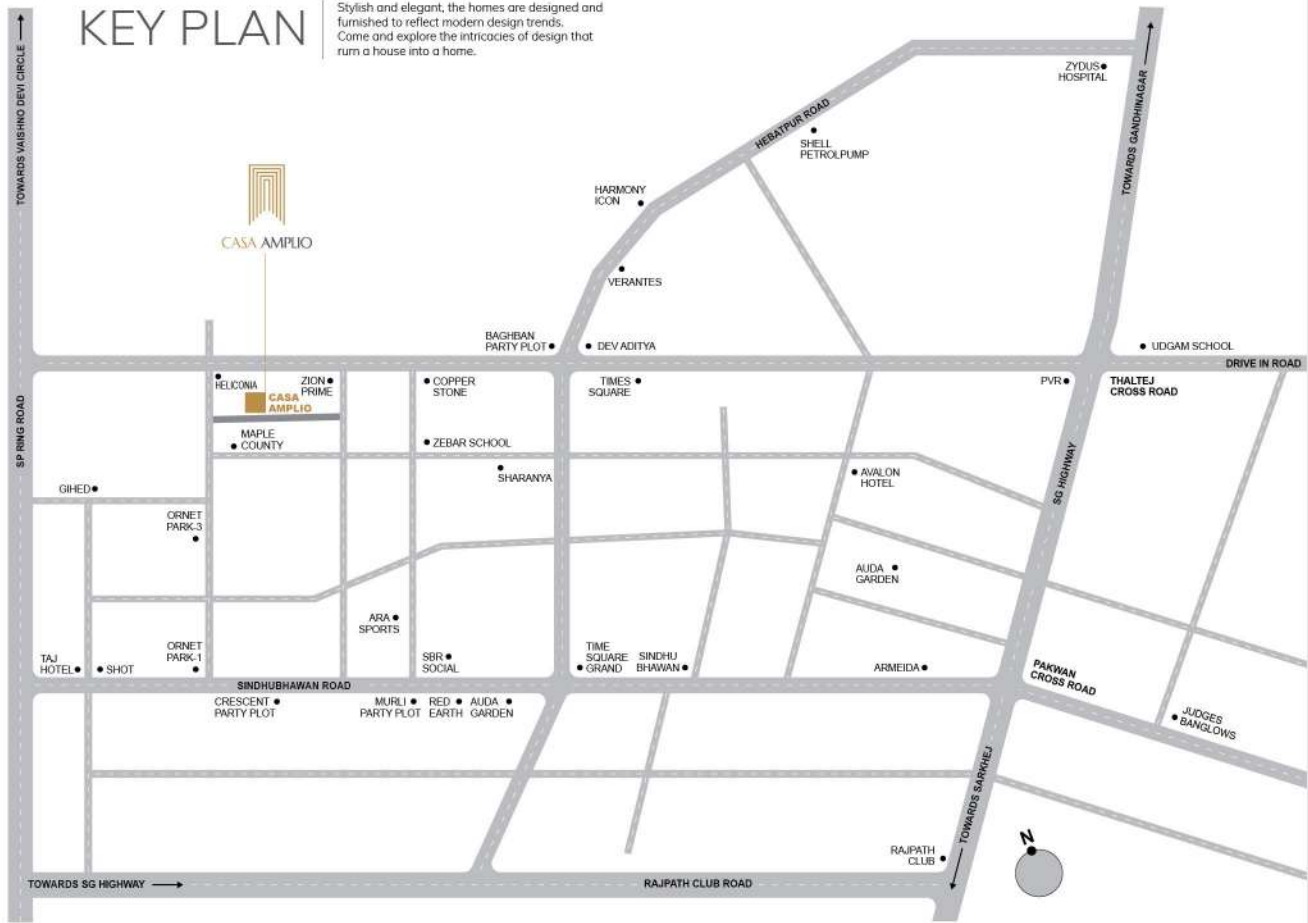 KEY PLAN
Stylish and elegant, the homes are designed and
furnished to reflect modern design trends.
Come and explore the intricacies of design that
rurn a house into a home.
TOWARDS VAISHNO DEVI CIRCLE
TOWARDS GANDHINAGAR
ZYDUS
HOSPITAL
HEBATPUR ROAD
SHELL
PETROLPUMP
HARMONY
ICON
CASA AMPLIO
VERANTES
BAGHBAN
PARTY PLOT
DEV ADITYA
UDGAM SCHOOL
DRIVE IN ROAD
HELICONIA
ZION
PRIME
CASA
AMPLIO
COPPER
STONE
TIMES
SQUARE
PVR
THALTEJ
CROSS ROAD
SP RING ROAD
MAPLE
COUNTY
ZEBAR SCHOOL
SHARANYA
AVALON
HOTEL
SG HIGHWAY
GIHED
ORNET
PARK-3
AUDA
GARDEN
ARA
SPORTS
TAJ
HOTEL
SHOT
ORNET
PARK-1
SBR
SOCIAL
TIME
SQUARE
GRAND
SINDHU
BHAWAN
ARMEIDA
PAKWAN
CROSS ROAD
SINDHUBHAWAN ROAD
CRESCENT
PARTY PLOT
MURLI
PARTY PLOT
RED
EARTH
AUDA
GARDEN
JUDGES
BANGLOWS
TOWARDS SARKHEJ
N
RAJPATH
CLUB
TOWARDS SG HIGHWAY
RAJPATH CLUB ROAD